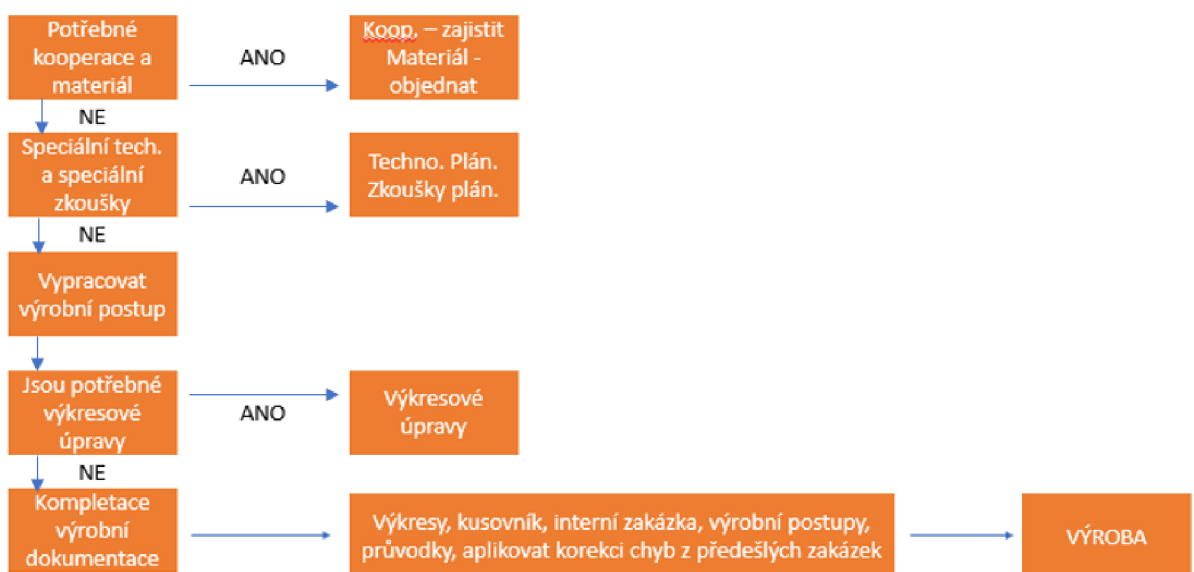 Potřebné
kooperace a
materiál
ANO
Koop. – zajistit
Materiál -
objednat
NE
Speciální tech.
a speciální
zkoušky
ANO
Techno. Plán.
Zkoušky plán.
NE
Vypracovat
výrobní postup
Jsou potřebné
výkresové
úpravy
ANO
Výkresové
úpravy
NE
Kompletace
výrobní
dokumentace
Výkresy, kusovník, interní zakázka, výrobní postupy,
průvodky, aplikovat korekci chyb z předešlých zakázek
VÝROBA